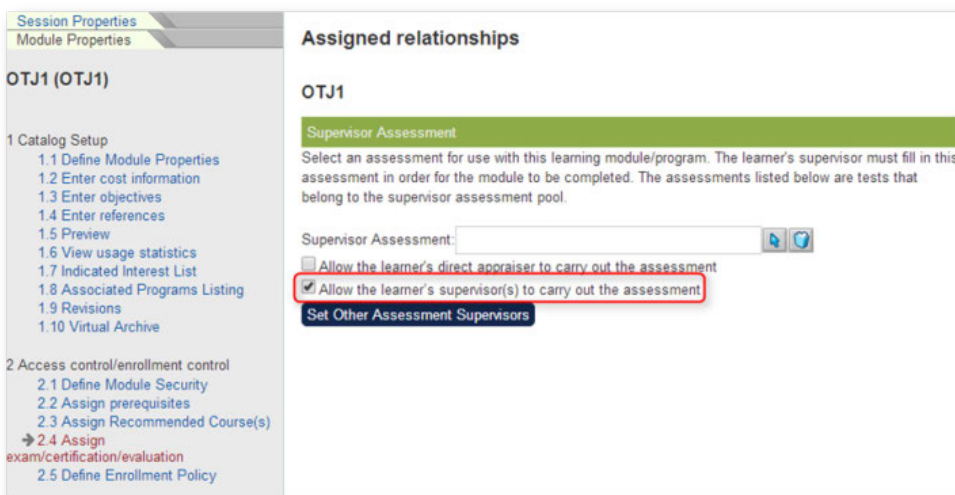 Session Properties
Module Properties
OTJ1 (OTJ1)
1 Catalog Setup
1.1 Define Module Properties
1.2 Enter cost information
1.3 Enter objectives
1.4 Enter references
1.5 Preview
1.6 View usage statistics
1.7 Indicated Interest List
1.8 Associated Programs Listing
1.9 Revisions
1.10 Virtual Archive
2 Access control/enrollment control
2.1 Define Module Security
2.2 Assign prerequisites
2.3 Assign Recommended Course(s)
2.4 Assign
exam/certification/evaluation
2.5 Define Enrollment Policy
Assigned relationships
OTJ1
Supervisor Assessment
Select an assessment for use with this learning module/program. The learner's supervisor must fill in this
assessment in order for the module to be completed. The assessments listed below are tests that
belong to the supervisor assessment pool.
Supervisor Assessment:
Allow the learner's direct appraiser to carry out the assessment
Allow the learner's supervisor(s) to carry out the assessment
Set Other Assessment Supervisors